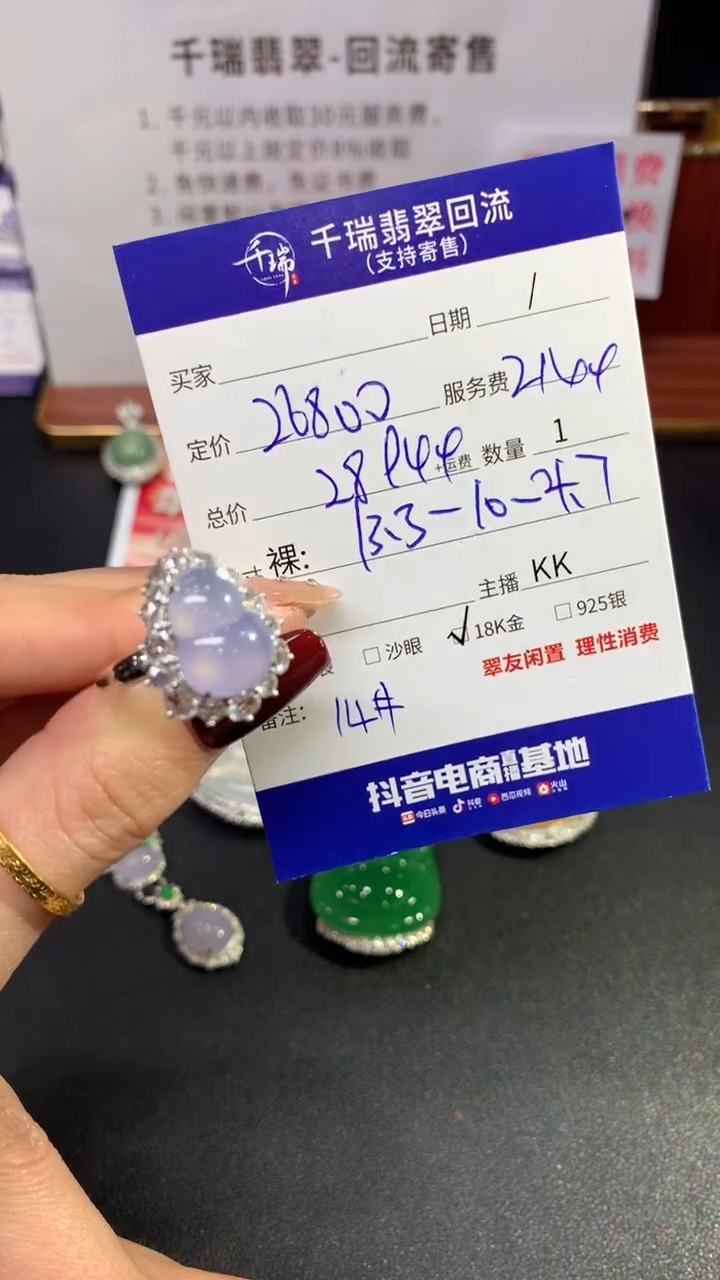 千瑞翡翠-回流寄售
1. 千元以内收取30元服务费，
千元以上按定价8%收取
2. 免快递费，免证书费
千瑞
千瑞翡翠回流
（支持寄售）
买家 日期 /
定价 26800 服务费 2144
总价 28944 +运费 数量 1
裸: 13.3-10-4.7
主播 KK
□ 沙眼 ✓ 18K金 □ 925银
翠友闲置 理性消费
备注: 14#
抖音电商直播基地
今日头条 抖音 西瓜视频 火山